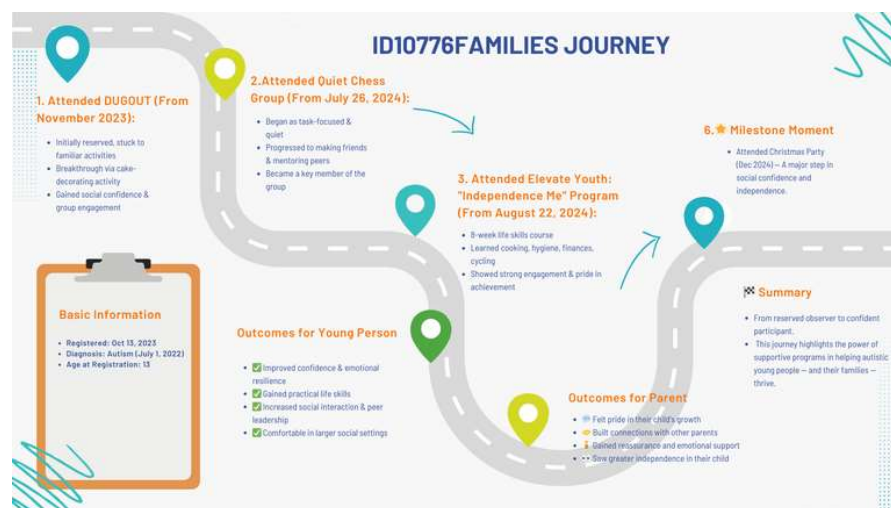 ID10776FAMILIES JOURNEY
1. Attended DUGOUT (From
November 2023):
• Initially reserved, stuck to
familiar activities
• Breakthrough via cake-
decorating activity
• Gained social confidence &
group engagement
2.Attended Quiet Chess
Group (From July 26, 2024):
• Began as task-focused &
quiet
• Progressed to making friends
& mentoring peers
• Became a key member of the
group
3. Attended Elevate Youth:
"Independence Me" Program
(From August 22, 2024):
• 8-week life skills course
• Learned cooking, hygiene, finances,
cycling
• Showed strong engagement & pride in
achievement
6.⭐ Milestone Moment
• Attended Christmas Party
(Dec 2024) — A major step in
social confidence and
independence.
Basic Information
• Registered: Oct 13, 2023
• Diagnosis: Autism (July 1, 2022)
• Age at Registration: 13
Outcomes for Young Person
• ✅ Improved confidence & emotional
resilience
• ✅ Gained practical life skills
• ✅ Increased social interaction & peer
leadership
• ✅ Comfortable in larger social settings
Outcomes for Parent
• Felt pride in their child's growth
• Built connections with other parents
• Gained reassurance and emotional support
• Saw greater independence in their child
🏁 Summary
• From reserved observer to confident
participant.
• This journey highlights the power of
supportive programs in helping autistic
young people — and their families —
thrive.